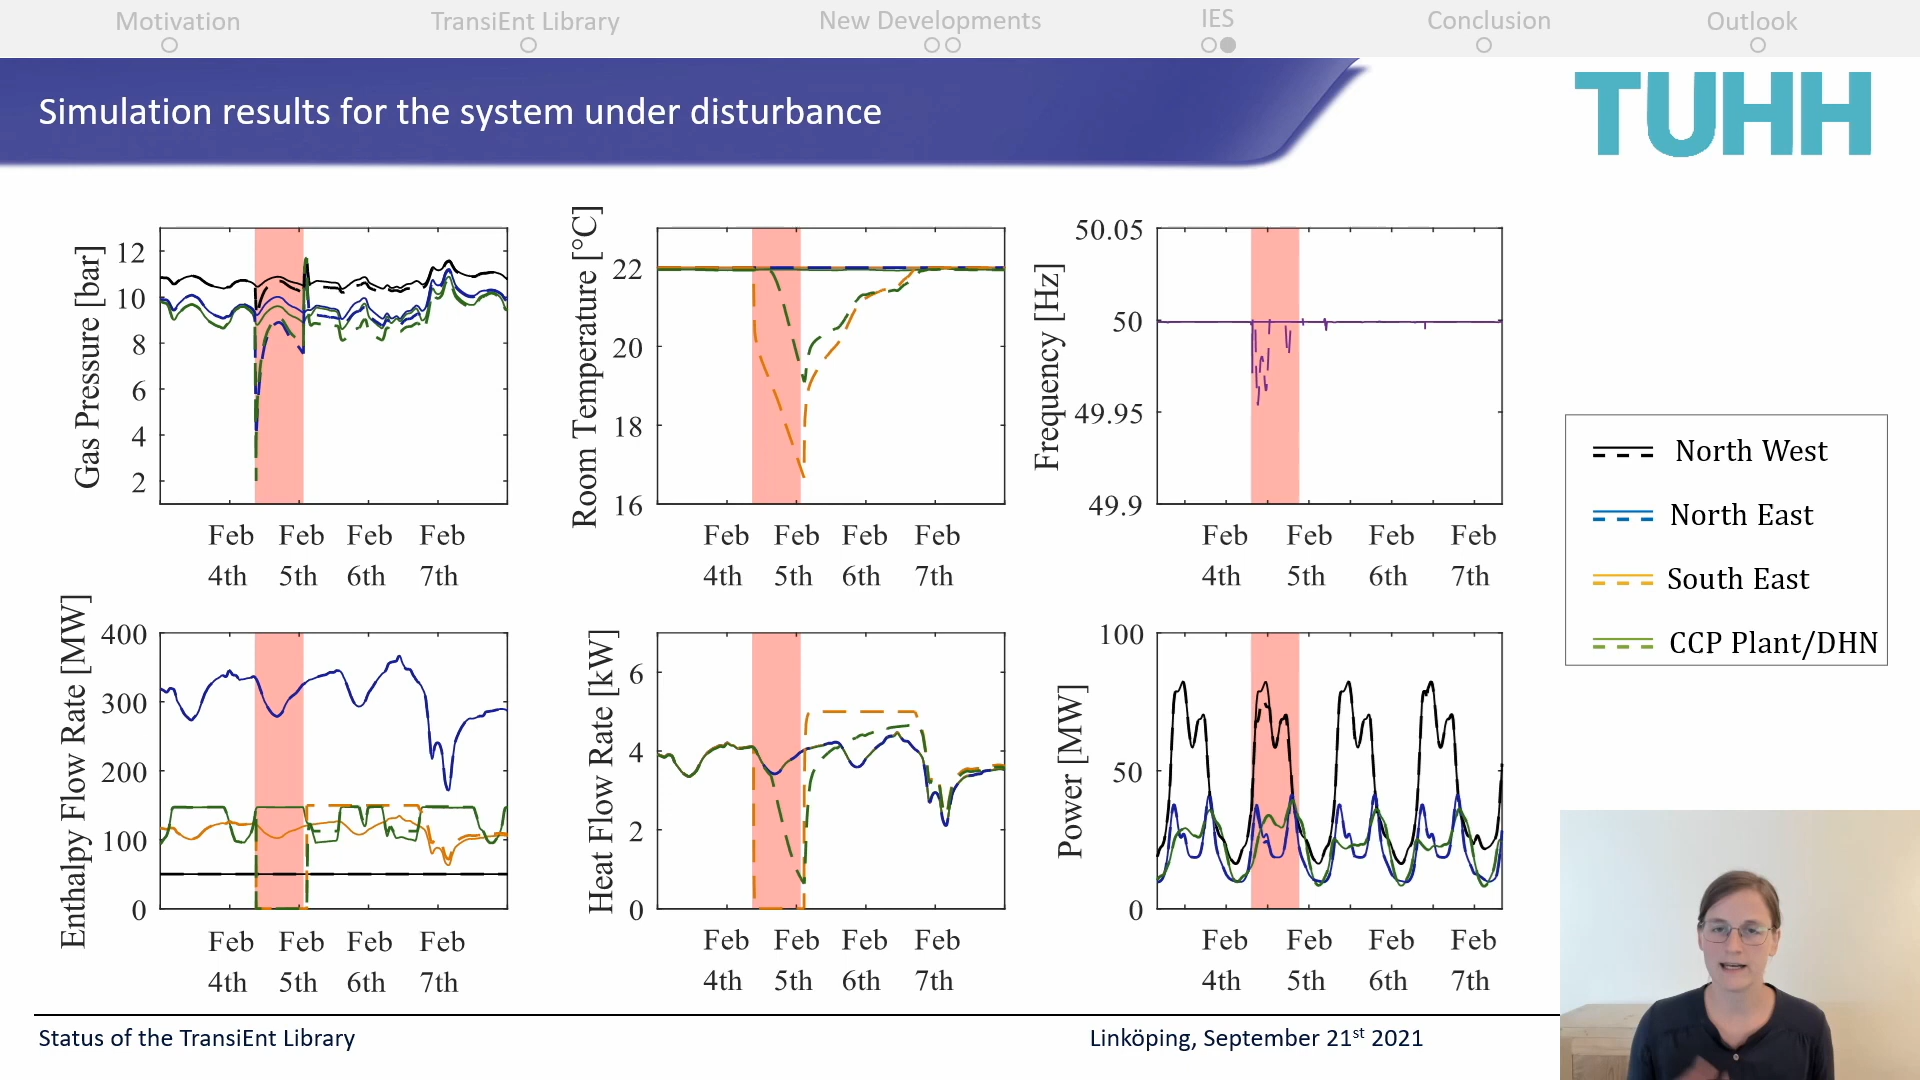 Motivation
TransiEnt Library
New Developments
IES
Conclusion
Outlook
Simulation results for the system under disturbance
TUHH
Gas Pressure [bar]
12
10
8
6
4
2
Feb 4th
Feb 5th
Feb 6th
Feb 7th
Room Temperature [°C]
22
20
18
16
Feb 4th
Feb 5th
Feb 6th
Feb 7th
Frequency [Hz]
50.05
50
49.95
49.9
Feb 4th
Feb 5th
Feb 6th
Feb 7th
North West
North East
South East
CCP Plant/DHN
Enthalpy Flow Rate [MW]
400
300
200
100
0
Feb 4th
Feb 5th
Feb 6th
Feb 7th
Heat Flow Rate [kW]
6
4
2
0
Feb 4th
Feb 5th
Feb 6th
Feb 7th
Power [MW]
100
50
0
Feb 4th
Feb 5th
Feb 6th
Feb 7th
Status of the TransiEnt Library
Linköping, September 21st 2021